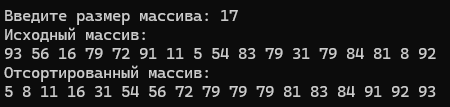 Введите размер массива: 17
Исходный массив:
93 56 16 79 72 91 11 5 54 83 79 31 79 84 81 8 92
Отсортированный массив:
5 8 11 16 31 54 56 72 79 79 79 81 83 84 91 92 93